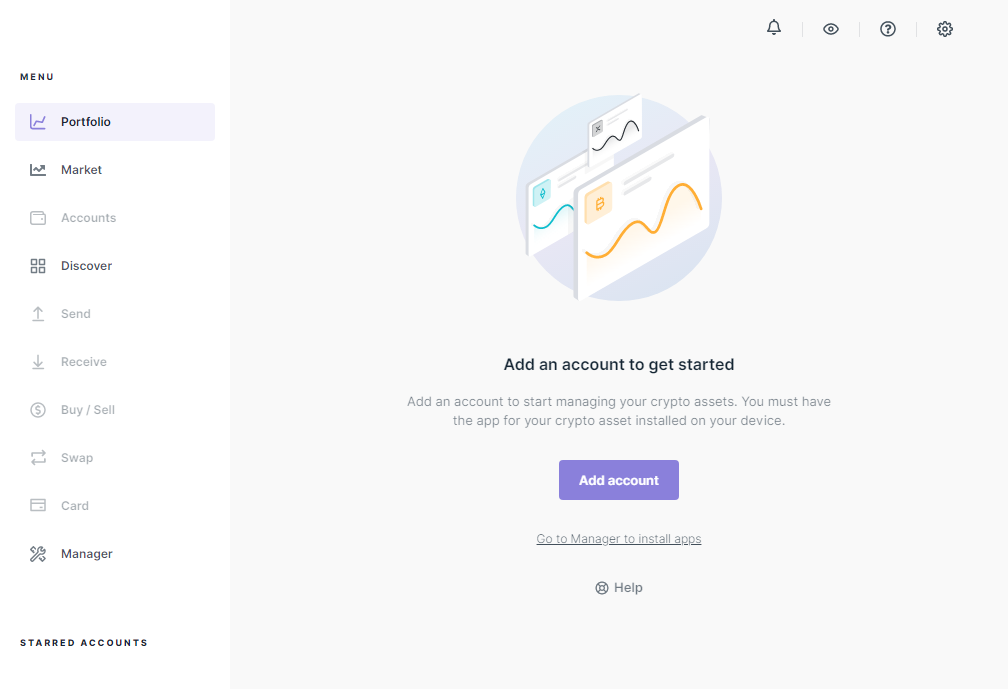 MENU
Portfolio
Market
Accounts
Discover
Send
Receive
Buy / Sell
Swap
Card
Manager
STARRED ACCOUNTS
Add an account to get started
Add an account to start managing your crypto assets. You must have
the app for your crypto asset installed on your device.
Add account
Go to Manager to install apps
Help